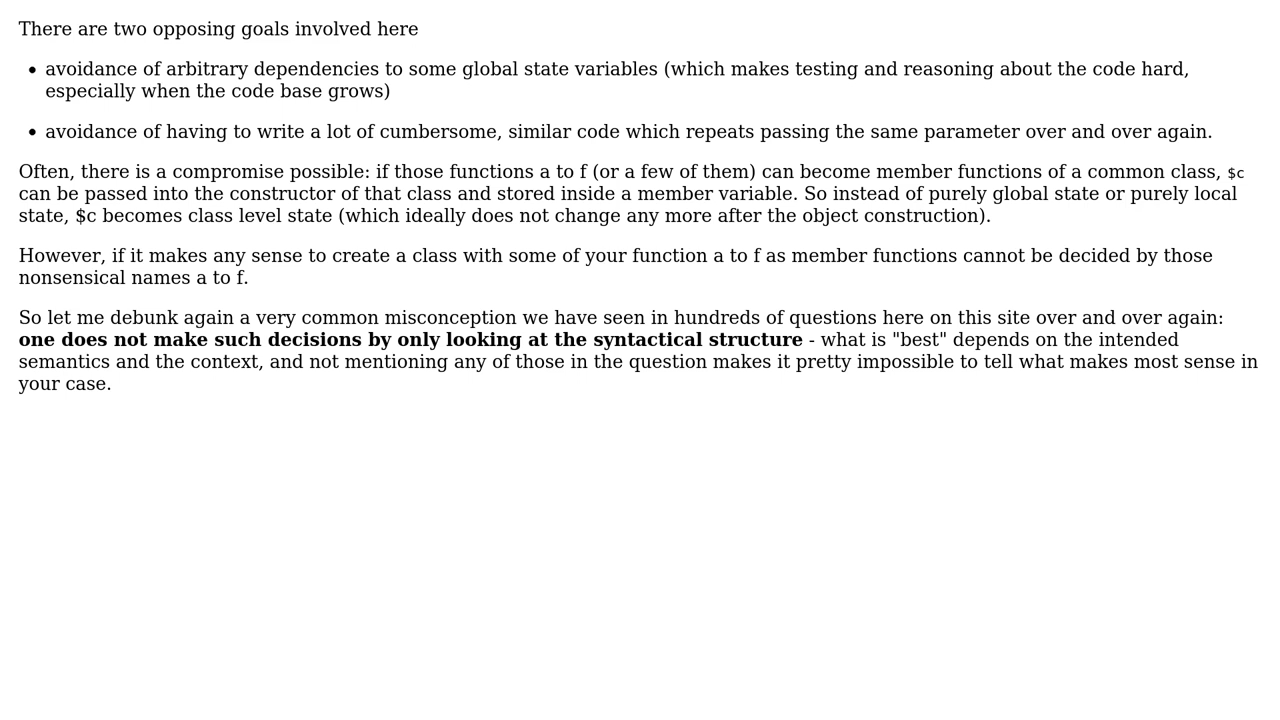 There are two opposing goals involved here
• avoidance of arbitrary dependencies to some global state variables (which makes testing and reasoning about the code hard,
especially when the code base grows)
• avoidance of having to write a lot of cumbersome, similar code which repeats passing the same parameter over and over again.
Often, there is a compromise possible: if those functions a to f (or a few of them) can become member functions of a common class, $c
can be passed into the constructor of that class and stored inside a member variable. So instead of purely global state or purely local
state, $c becomes class level state (which ideally does not change any more after the object construction).
However, if it makes any sense to create a class with some of your function a to f as member functions cannot be decided by those
nonsensical names a to f.
So let me debunk again a very common misconception we have seen in hundreds of questions here on this site over and over again:
one does not make such decisions by only looking at the syntactical structure - what is "best" depends on the intended
semantics and the context, and not mentioning any of those in the question makes it pretty impossible to tell what makes most sense in
your case.